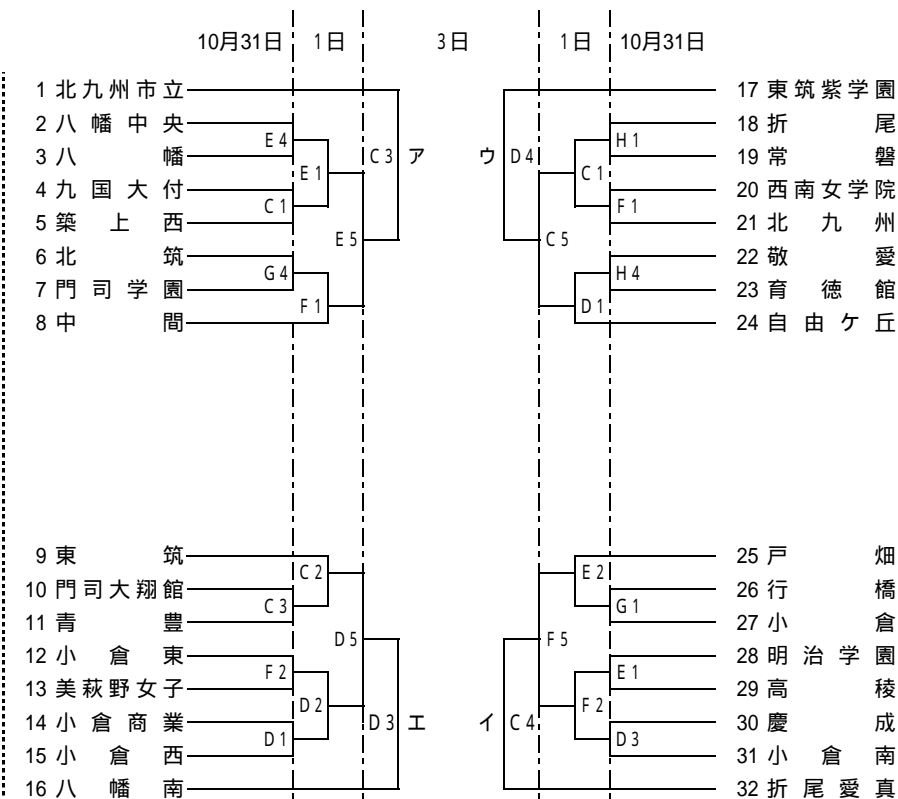 10月31日 1日 3日 1日 10月31日
1 北九州市立 17 東筑紫学園
2 八幡中央 18 折尾
E4 H1
3 八幡 C3 ア ウ D4 19 常磐
E1 C1
4 九国大付 20 西南女学院
C1 F1
5 築上西 21 北九州
E5 C5
6 北筑 22 敬愛
G4 H4
7 門司学園 23 育徳館
F1 D1
8 中間 24 自由ケ丘
9 東筑 25 戸畑
C2 E2
10 門司大翔館 26 行橋
C3 G1
11 青豊 27 小倉
D5 F5
12 小倉東 28 明治学園
F2 E1
13 美萩野女子 29 高稜
D2 F2
14 小倉商業 D3 エ イ C4 30 慶成
D1 D3
15 小倉西 31 小倉南
16 八幡南 32 折尾愛真